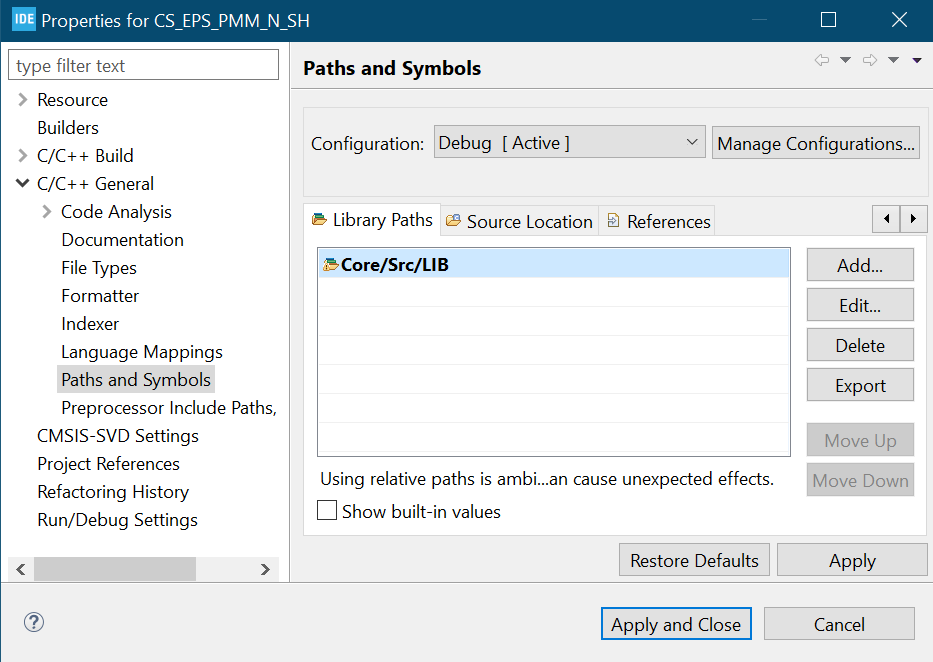 IDE Properties for CS_EPS_PMM_N_SH
type filter text
Resource
Builders
C/C++ Build
C/C++ General
Code Analysis
Documentation
File Types
Formatter
Indexer
Language Mappings
Paths and Symbols
Preprocessor Include Paths,
CMSIS-SVD Settings
Project References
Refactoring History
Run/Debug Settings
Paths and Symbols
Configuration: Debug [ Active ] Manage Configurations...
Library Paths Source Location References
Core/Src/LIB
Add...
Edit...
Delete
Export
Move Up
Move Down
Using relative paths is ambi...an cause unexpected effects.
Show built-in values
Restore Defaults Apply
? Apply and Close Cancel